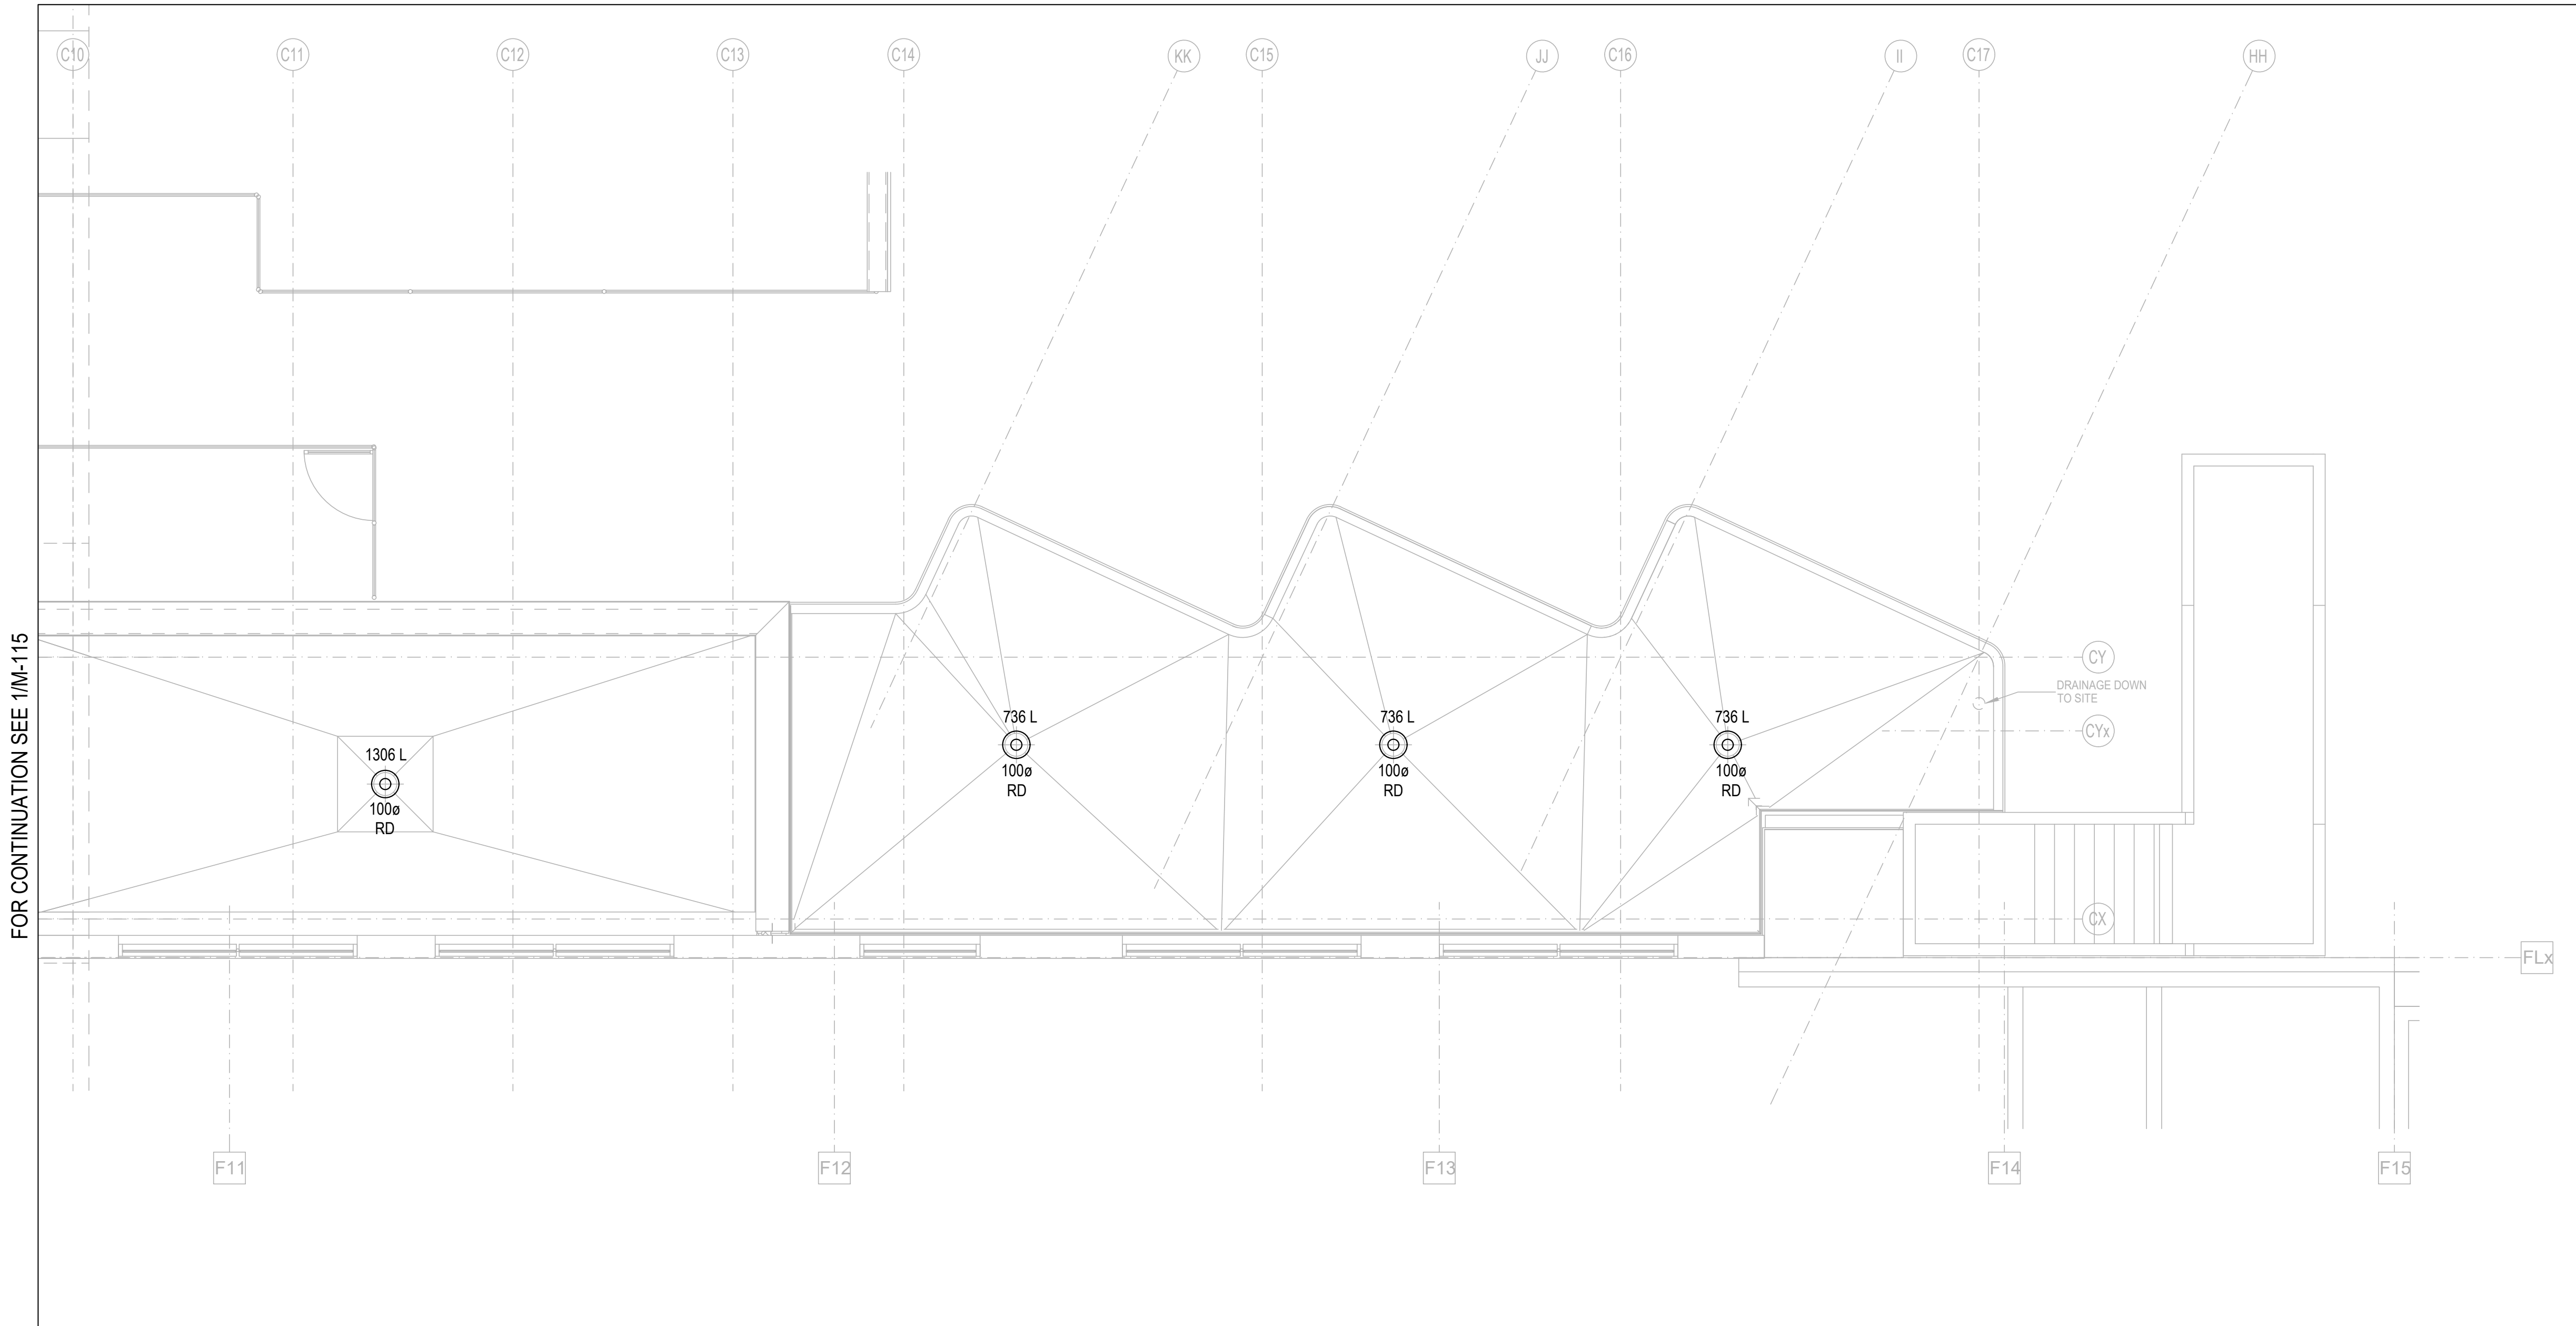 C10
C11
C12
C13
C14
KK
C15
JJ
C16
II
C17
HH
FOR CONTINUATION SEE 1/M-115
CY
DRAINAGE DOWN
TO SITE
736 L
736 L
736 L
CYx
1306 L
100ø
RD
100ø
RD
100ø
RD
100ø
RD
CX
FLx
F11
F12
F13
F14
F15